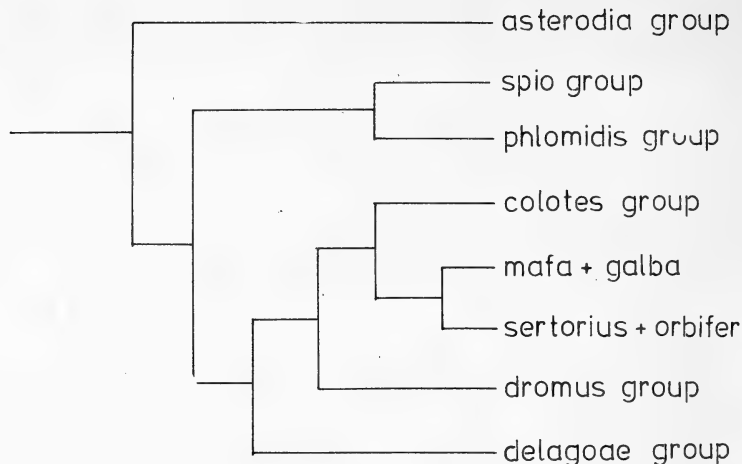 asterodia group
spio group
phlomidis group
colotes group
mafa + galba
sertorius + orbifer
dromus group
delagoae group